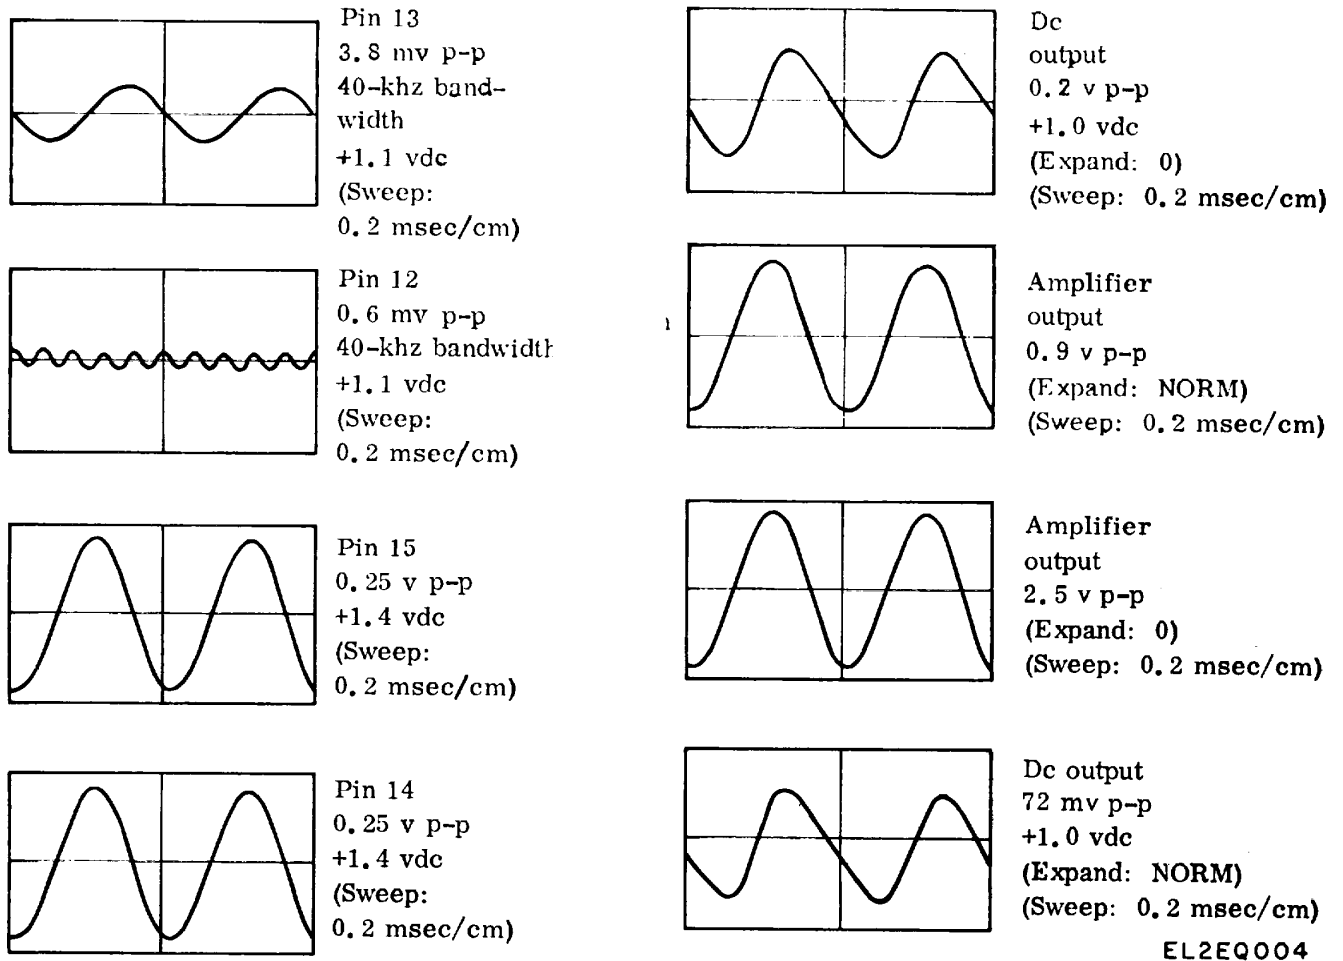 Pin 13
3.8 mv p-p
40-khz band-
width
+1.1 vdc
(Sweep:
0.2 msec/cm)
Pin 12
0.6 mv p-p
40-khz bandwidth
+1.1 vdc
(Sweep:
0.2 msec/cm)
Pin 15
0.25 v p-p
+1.4 vdc
(Sweep:
0.2 msec/cm)
Pin 14
0.25 v p-p
+1.4 vdc
(Sweep:
0.2 msec/cm)
Dc
output
0.2 v p-p
+1.0 vdc
(Expand: 0)
(Sweep: 0.2 msec/cm)
Amplifier
output
0.9 v p-p
(Expand: NORM)
(Sweep: 0.2 msec/cm)
Amplifier
output
2.5 v p-p
(Expand: 0)
(Sweep: 0.2 msec/cm)
Dc output
72 mv p-p
+1.0 vdc
(Expand: NORM)
(Sweep: 0.2 msec/cm)
EL2EQ004